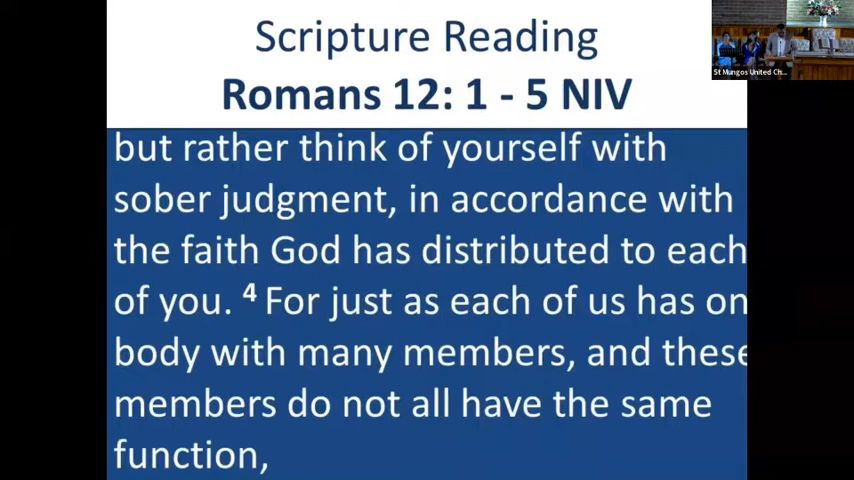 Scripture Reading
Romans 12: 1 - 5 NIV
St Mungos United Ch...
but rather think of yourself with
sober judgment, in accordance with
the faith God has distributed to each
of you. ⁴ For just as each of us has on
body with many members, and these
members do not all have the same
function,